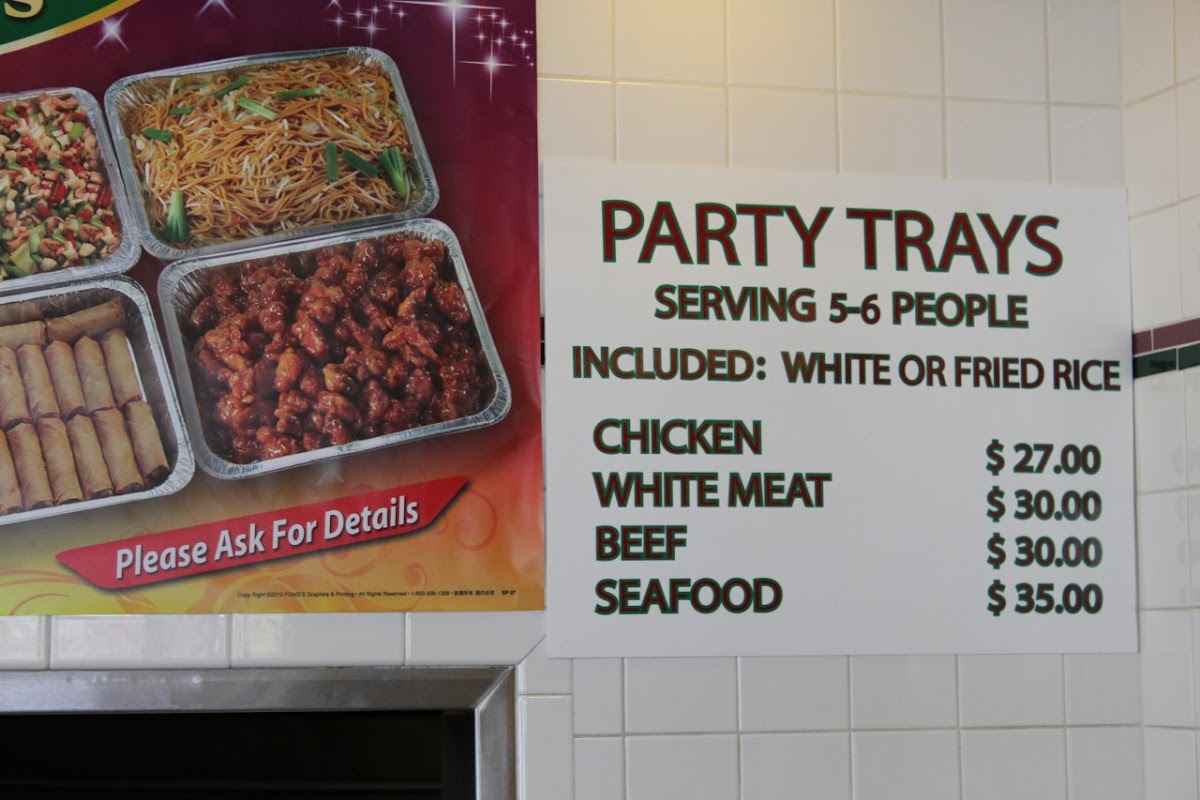 Please Ask For Details
PARTY TRAYS
SERVING 5-6 PEOPLE
INCLUDED: WHITE OR FRIED RICE
CHICKEN $ 27.00
WHITE MEAT $ 30.00
BEEF $ 30.00
SEAFOOD $ 35.00